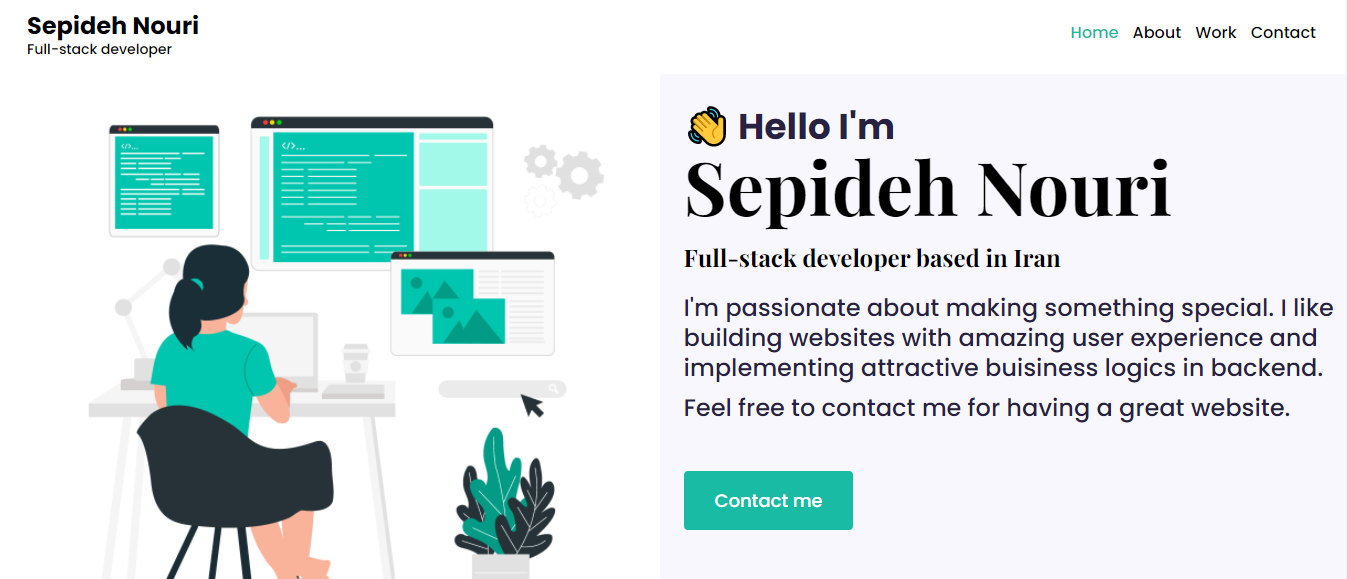 Sepideh Nouri
Full-stack developer
Home About Work Contact
</>...
</>...
👋 Hello I'm
Sepideh Nouri
Full-stack developer based in Iran
I'm passionate about making something special. I like
building websites with amazing user experience and
implementing attractive buisiness logics in backend.
Feel free to contact me for having a great website.
Contact me